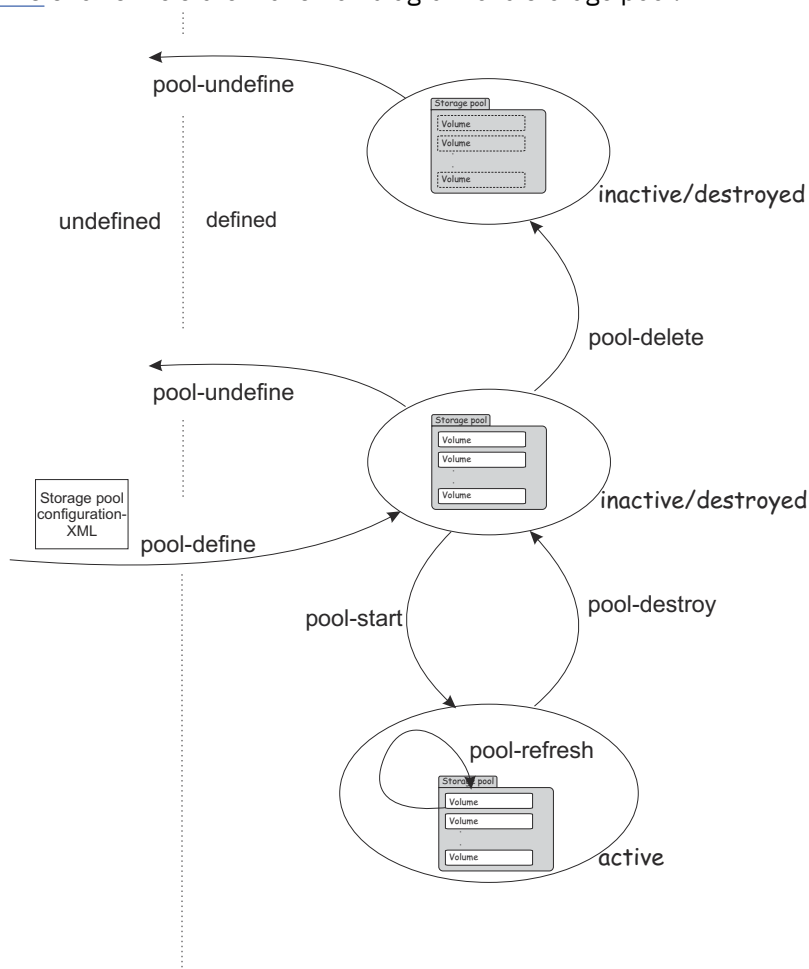 pool-undefine
Storage pool
Volume
Volume
Volume
inactive/destroyed
undefined
defined
pool-delete
pool-undefine
Storage pool
Volume
Volume
Volume
inactive/destroyed
Storage pool
configuration-
XML
pool-define
pool-start
pool-destroy
pool-refresh
Storage pool
Volume
Volume
Volume
active